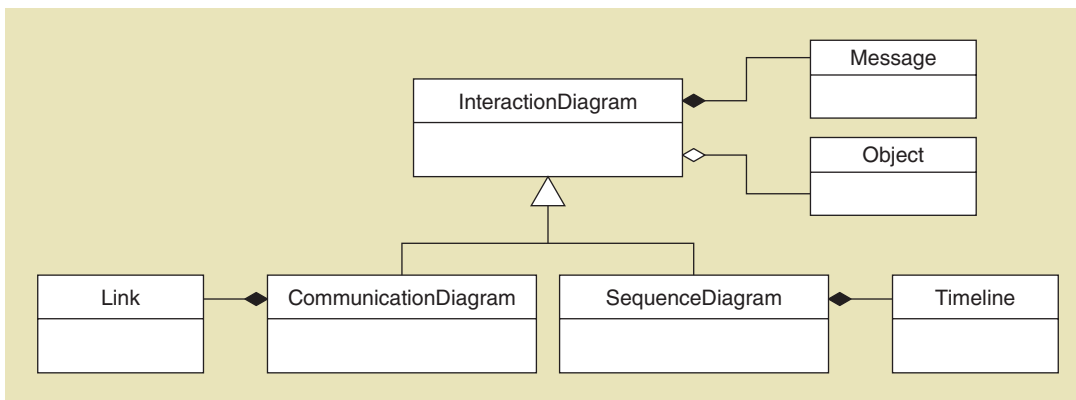 Message
InteractionDiagram
Object
Link
CommunicationDiagram
SequenceDiagram
Timeline